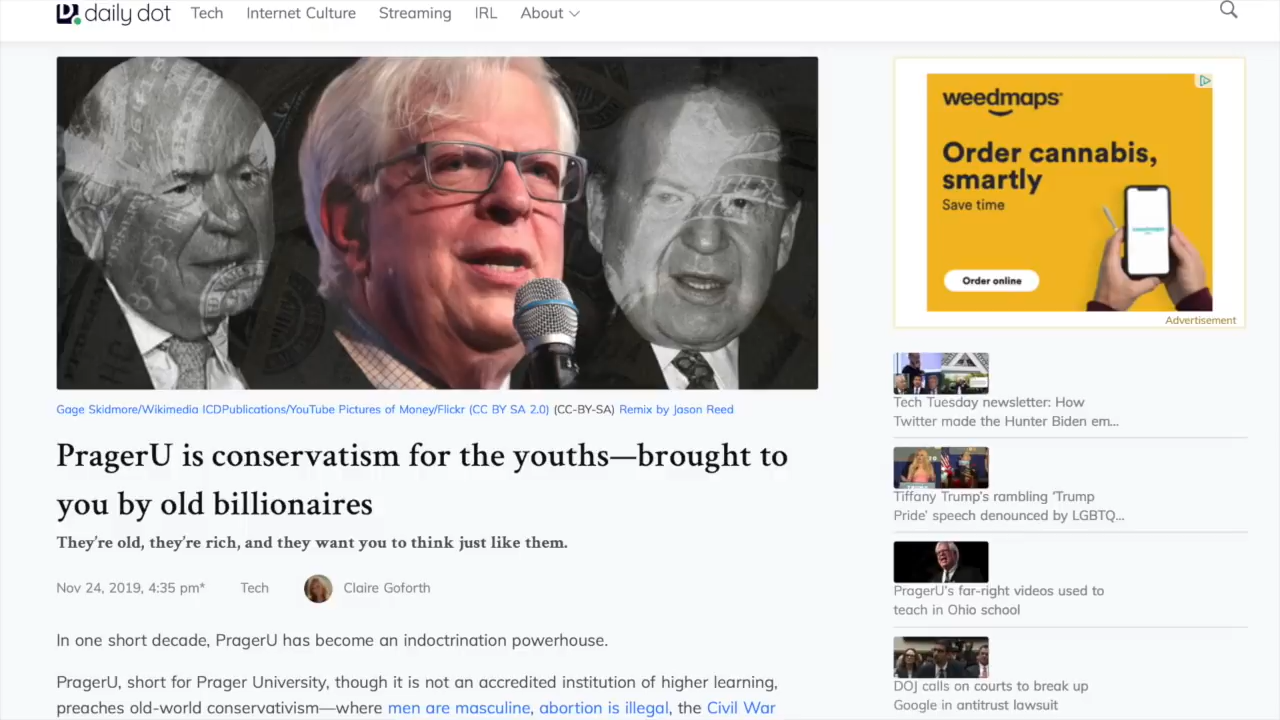 daily dot
Tech
Internet Culture
Streaming
IRL
About
weedmaps
Order cannabis,
smartly
Save time
Order online
Advertisement
Gage Skidmore/Wikimedia ICDPublications/YouTube Pictures of Money/Flickr (CC BY SA 2.0) (CC-BY-SA) Remix by Jason Reed
PragerU is conservatism for the youths—brought to
you by old billionaires
They’re old, they’re rich, and they want you to think just like them.
Nov 24, 2019, 4:35 pm*
Tech
Claire Goforth
In one short decade, PragerU has become an indoctrination powerhouse.
PragerU, short for Prager University, though it is not an accredited institution of higher learning,
preaches old-world conservativism—where men are masculine, abortion is illegal, the Civil War
Tech Tuesday newsletter: How
Twitter made the Hunter Biden em...
Tiffany Trump’s rambling ‘Trump
Pride’ speech denounced by LGBTQ...
PragerU’s far-right videos used to
teach in Ohio school
DOJ calls on courts to break up
Google in antitrust lawsuit